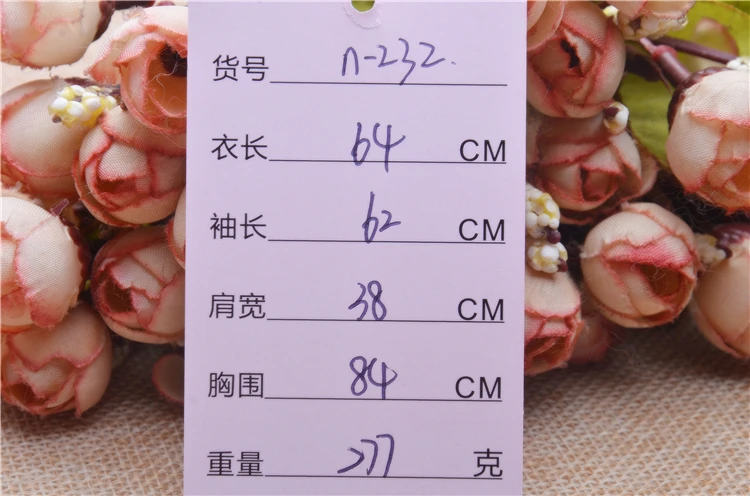 货号 n-232.
衣长 64 CM
袖长 62 CM
肩宽 38 CM
胸围 84 CM
重量 277 克